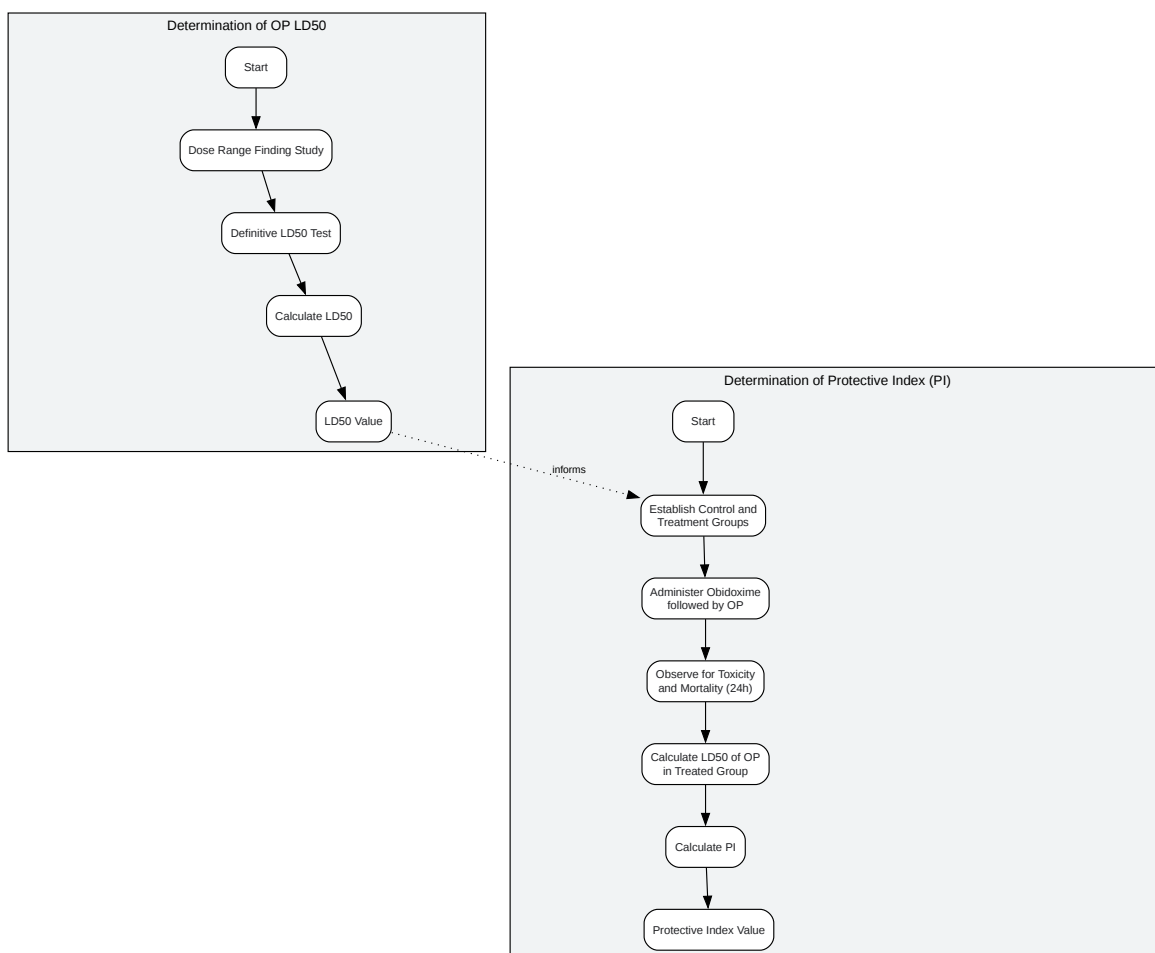 Determination of OP LD50
Start
Dose Range Finding Study
Definitive LD50 Test
Calculate LD50
LD50 Value
informs
Determination of Protective Index (PI)
Start
Establish Control and
Treatment Groups
Administer Obidoxime
followed by OP
Observe for Toxicity
and Mortality (24h)
Calculate LD50 of OP
in Treated Group
Calculate PI
Protective Index Value